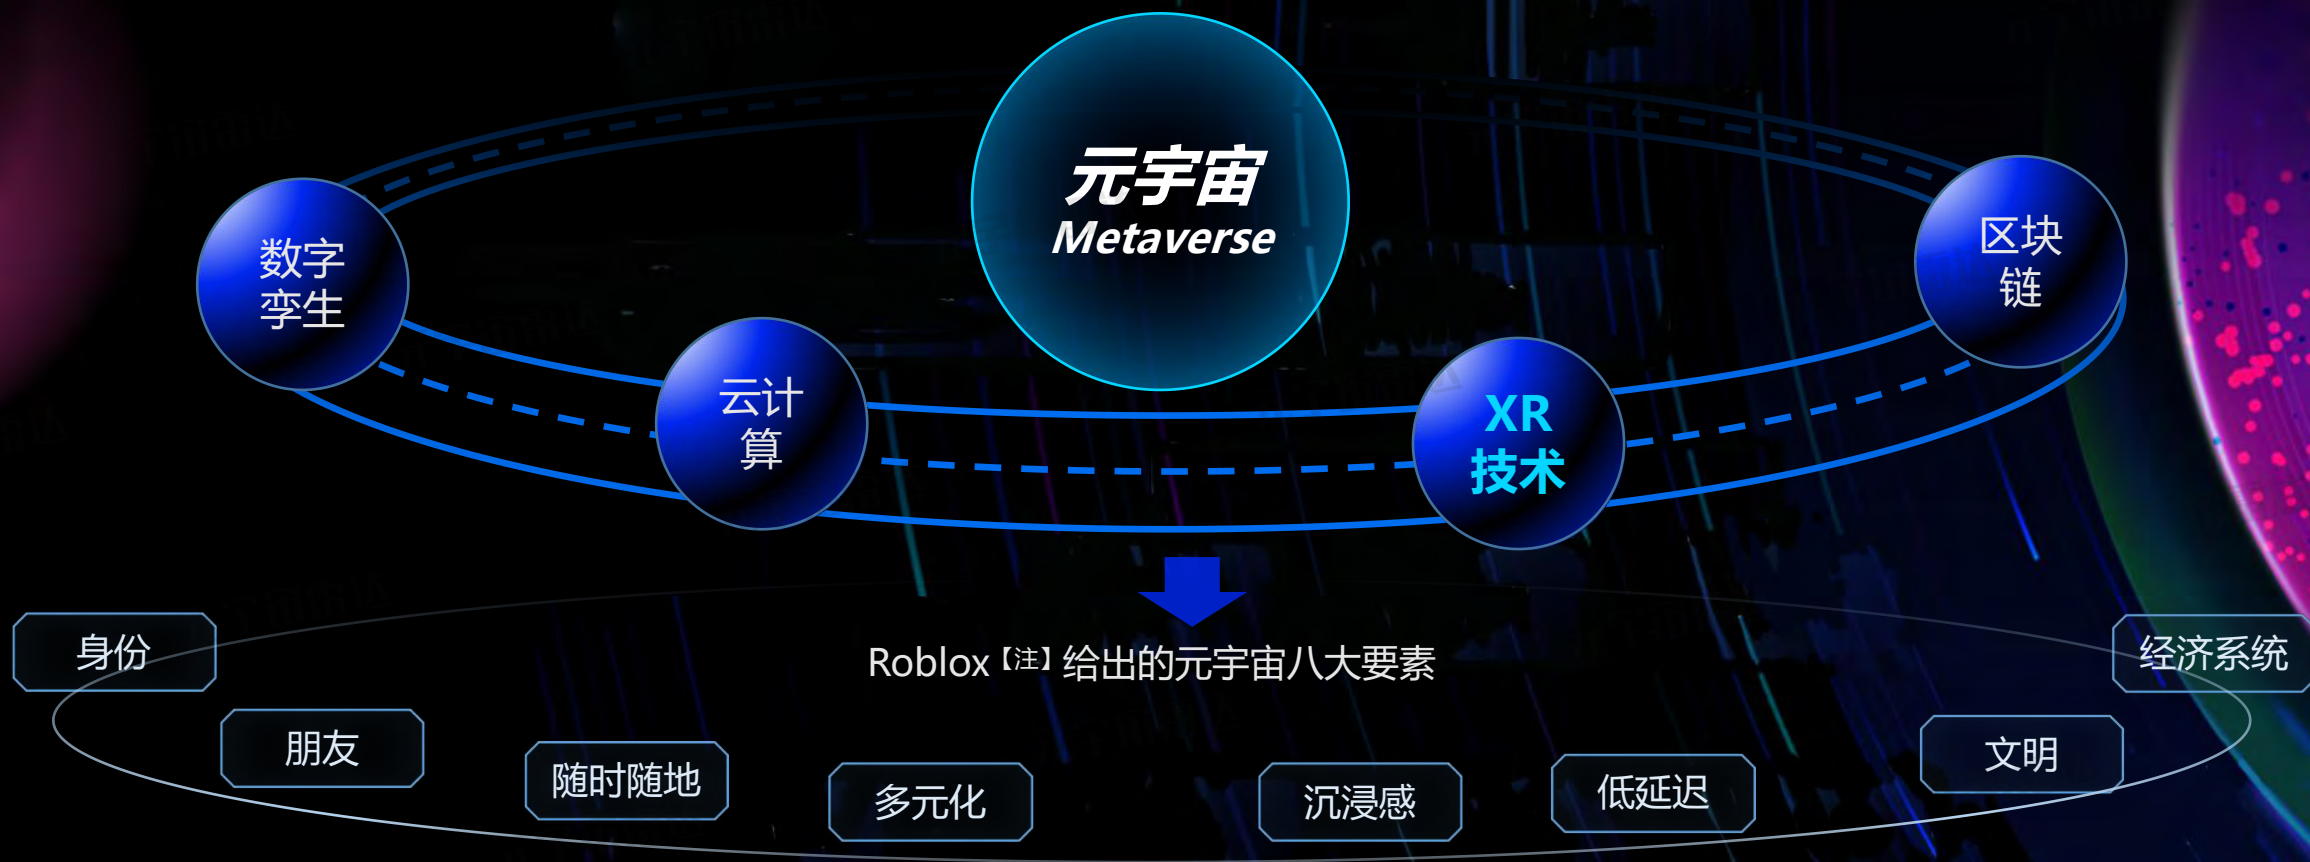 元宇宙
Metaverse
数字
孪生
云计
算
XR
技术
区块
链
Roblox【注】给出的元宇宙八大要素
身份
朋友
随时随地
多元化
沉浸感
低延迟
文明
经济系统